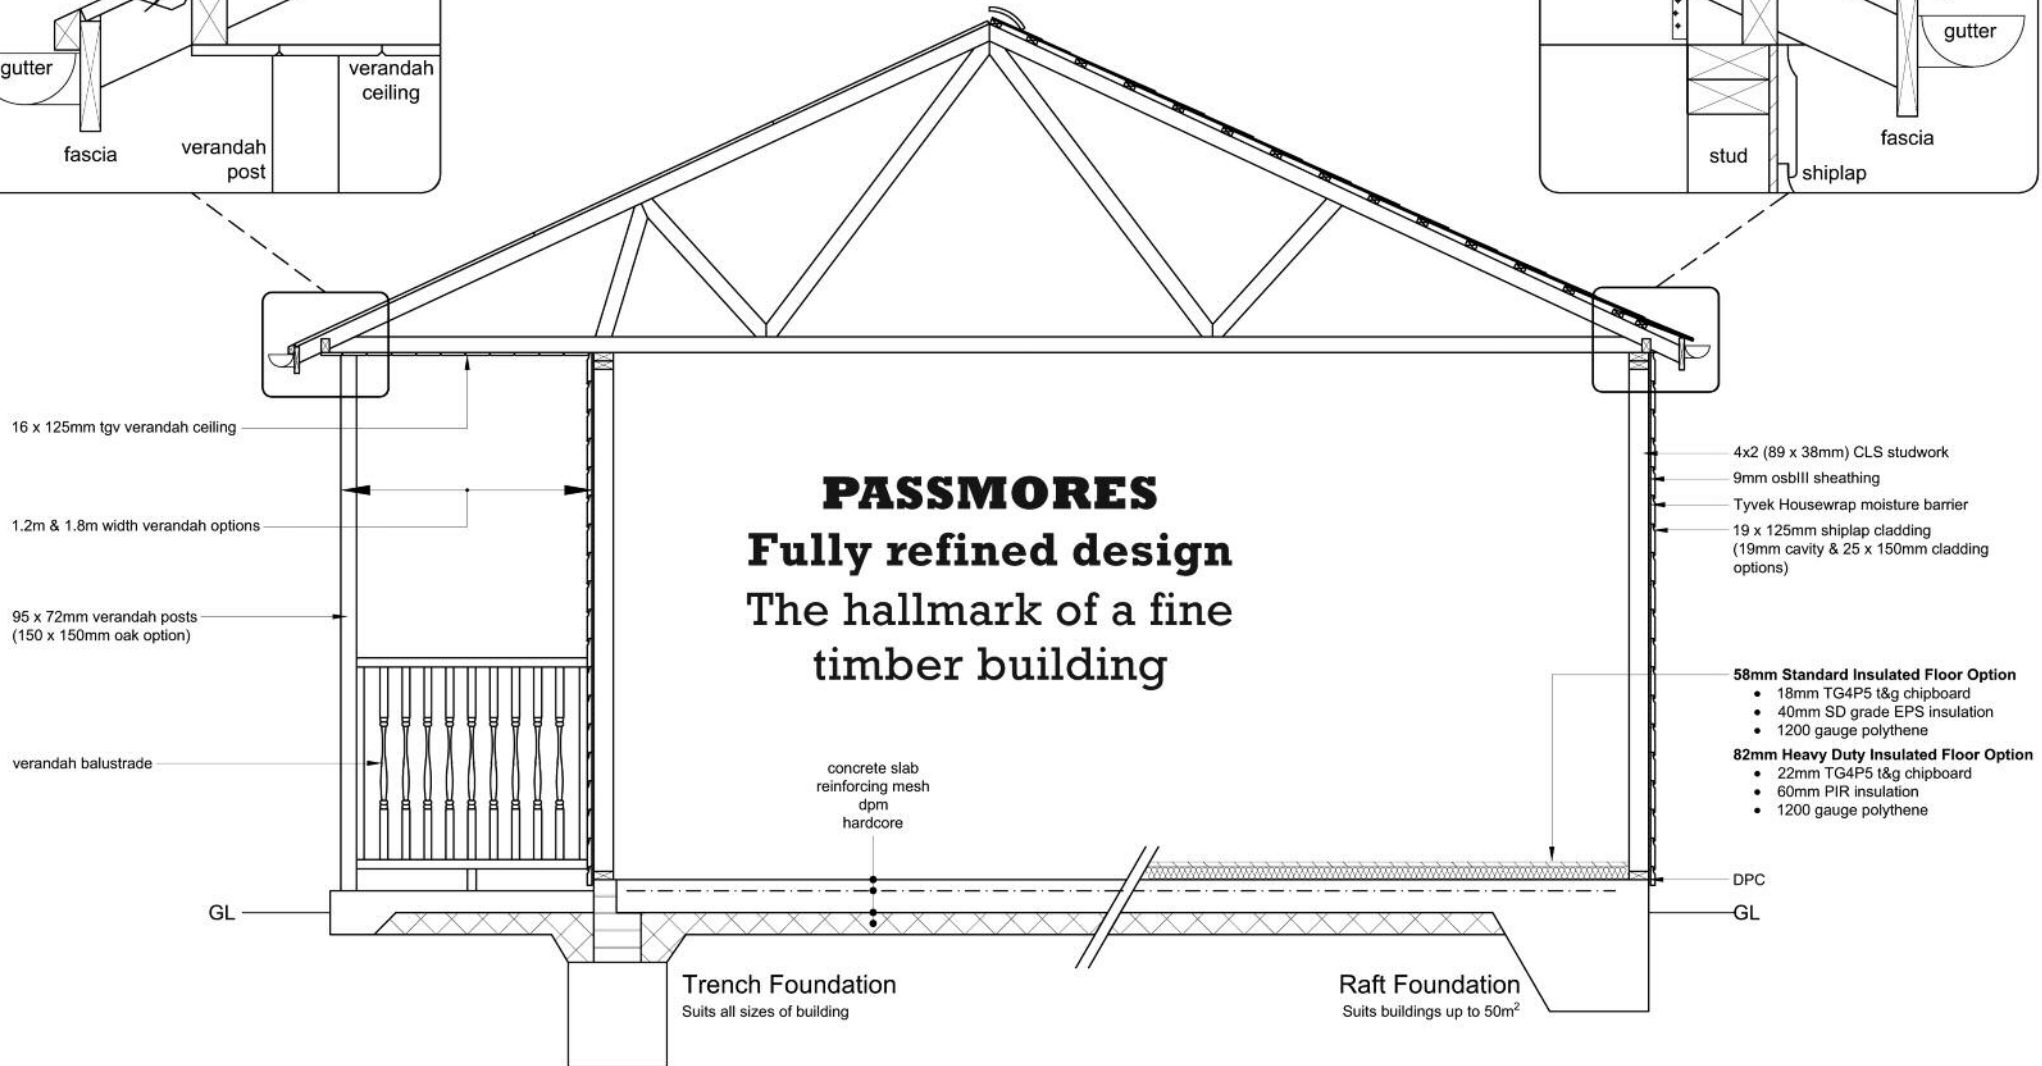 gutter
verandah
ceiling
fascia
verandah
post
gutter
fascia
stud
shiplap
16 x 125mm tgv verandah ceiling
1.2m & 1.8m width verandah options
95 x 72mm verandah posts
(150 x 150mm oak option)
verandah balustrade
PASSMORES
Fully refined design
The hallmark of a fine
timber building
concrete slab
reinforcing mesh
dpm
hardcore
4x2 (89 x 38mm) CLS studwork
9mm osbIII sheathing
Tyvek Housewrap moisture barrier
19 x 125mm shiplap cladding
(19mm cavity & 25 x 150mm cladding
options)
58mm Standard Insulated Floor Option
• 18mm TG4P5 t&g chipboard
• 40mm SD grade EPS insulation
• 1200 gauge polythene
82mm Heavy Duty Insulated Floor Option
• 22mm TG4P5 t&g chipboard
• 60mm PIR insulation
• 1200 gauge polythene
DPC
GL
GL
Trench Foundation
Suits all sizes of building
Raft Foundation
Suits buildings up to 50m²